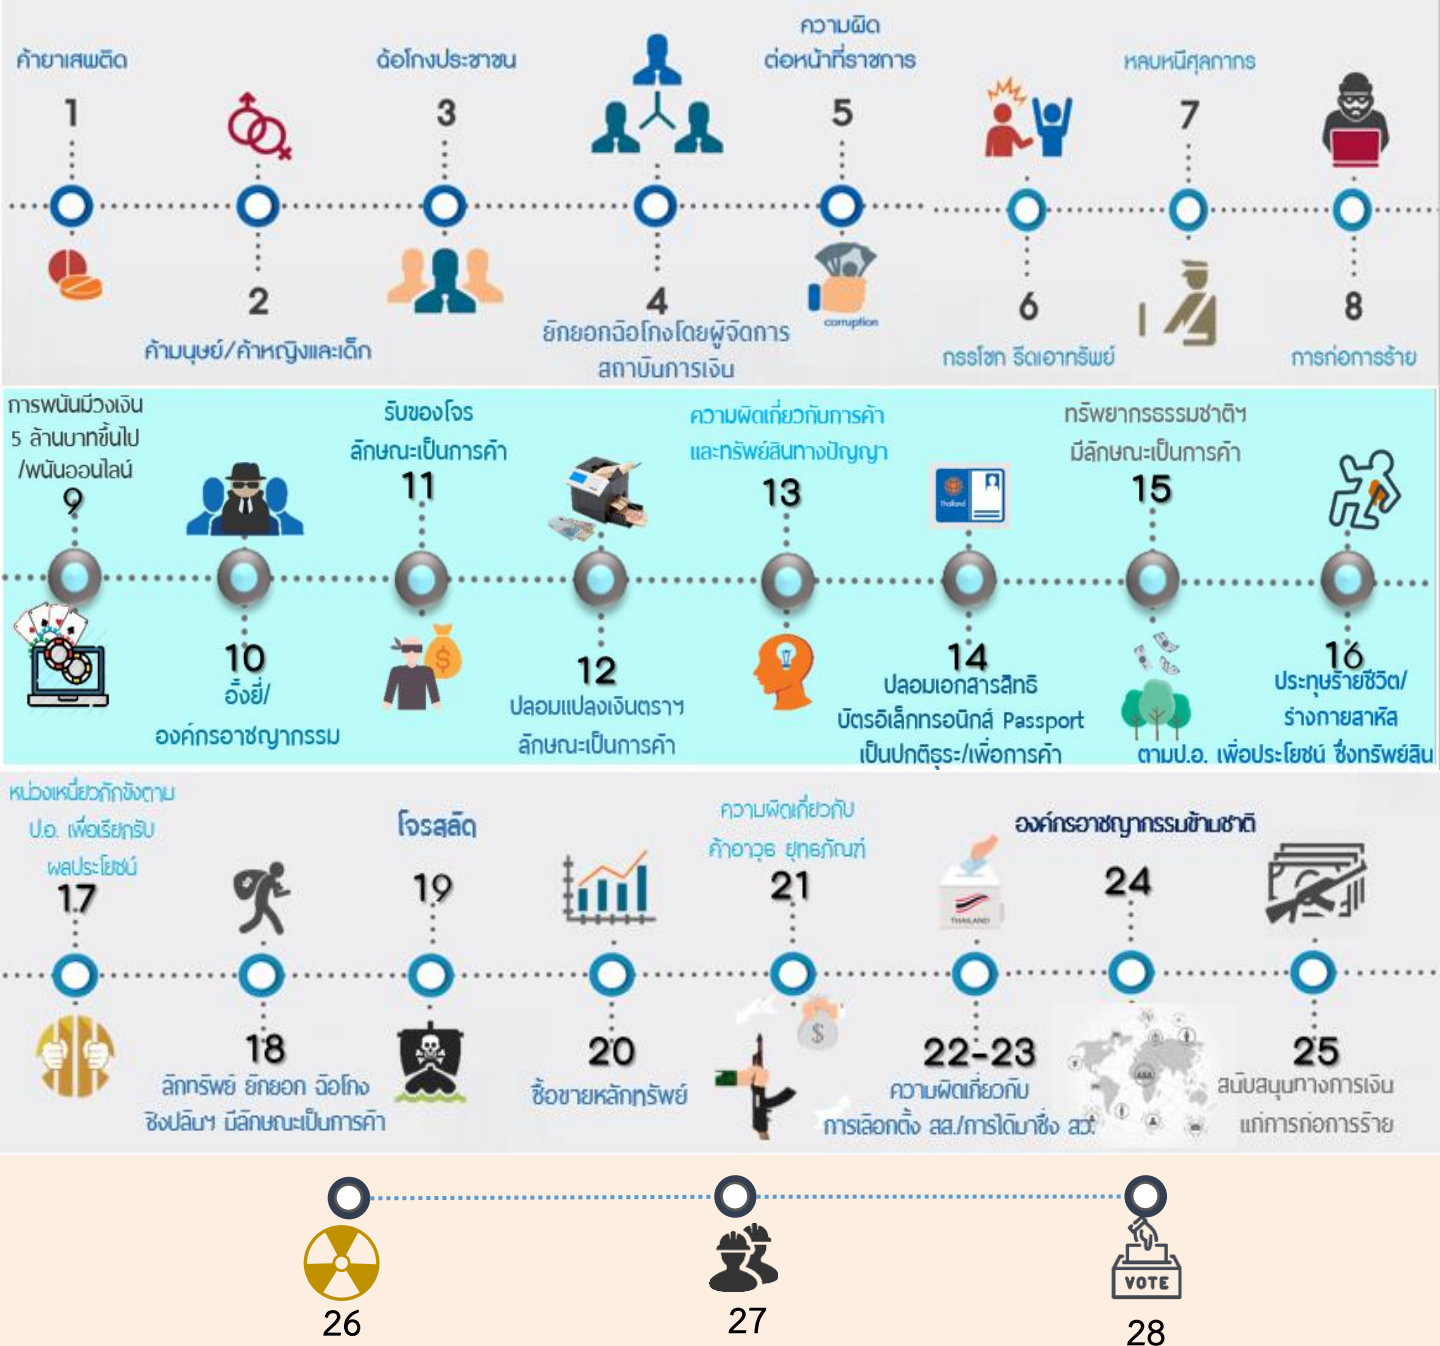 ค้ายาเสพติด
1
2
ค้ามนุษย์/ค้าหญิงและเด็ก
ฉ้อโกงประชาชน
3
4
ยักยอกฉ้อโกงโดยผู้จัดการ
สถาบันการเงิน
ความผิด
ต่อหน้าที่ราชการ
5
corruption
6
กรรโชก รีดเอาทรัพย์
หลบหนีศุลกากร
7
8
การก่อการร้าย
การพนันมีวงเงิน
5 ล้านบาทขึ้นไป
/พนันออนไลน์
9
10
อั้งยี่/
องค์กรอาชญากรรม
รับของโจร
ลักษณะเป็นการค้า
11
12
ปลอมแปลงเงินตราฯ
ลักษณะเป็นการค้า
ความผิดเกี่ยวกับการค้า
และทรัพย์สินทางปัญญา
13
Thailand
14
ปลอมเอกสารสิทธิ
บัตรอิเล็กทรอนิกส์ Passport
เป็นปกติธุระ/เพื่อการค้า
ทรัพยากรธรรมชาติฯ
มีลักษณะเป็นการค้า
15
16
ประทุษร้ายชีวิต/
ร่างกายสาหัส
ตามป.อ. เพื่อประโยชน์ ซึ่งทรัพย์สิน
หน่วงเหนี่ยวกักขังตาม
ป.อ. เพื่อเรียกรับ
ผลประโยชน์
17
18
ลักทรัพย์ ยักยอก ฉ้อโกง
ชิงปล้นฯ มีลักษณะเป็นการค้า
โจรสลัด
19
20
ซื้อขายหลักทรัพย์
ความผิดเกี่ยวกับ
ค้าอาวุธ ยุทธภัณฑ์
21
THAILAND
22-23
ความผิดเกี่ยวกับ
การเลือกตั้ง สส./การได้มาซึ่ง สว.
องค์กรอาชญากรรมข้ามชาติ
24
25
สนับสนุนทางการเงิน
แก่การก่อการร้าย
26
27
VOTE
28